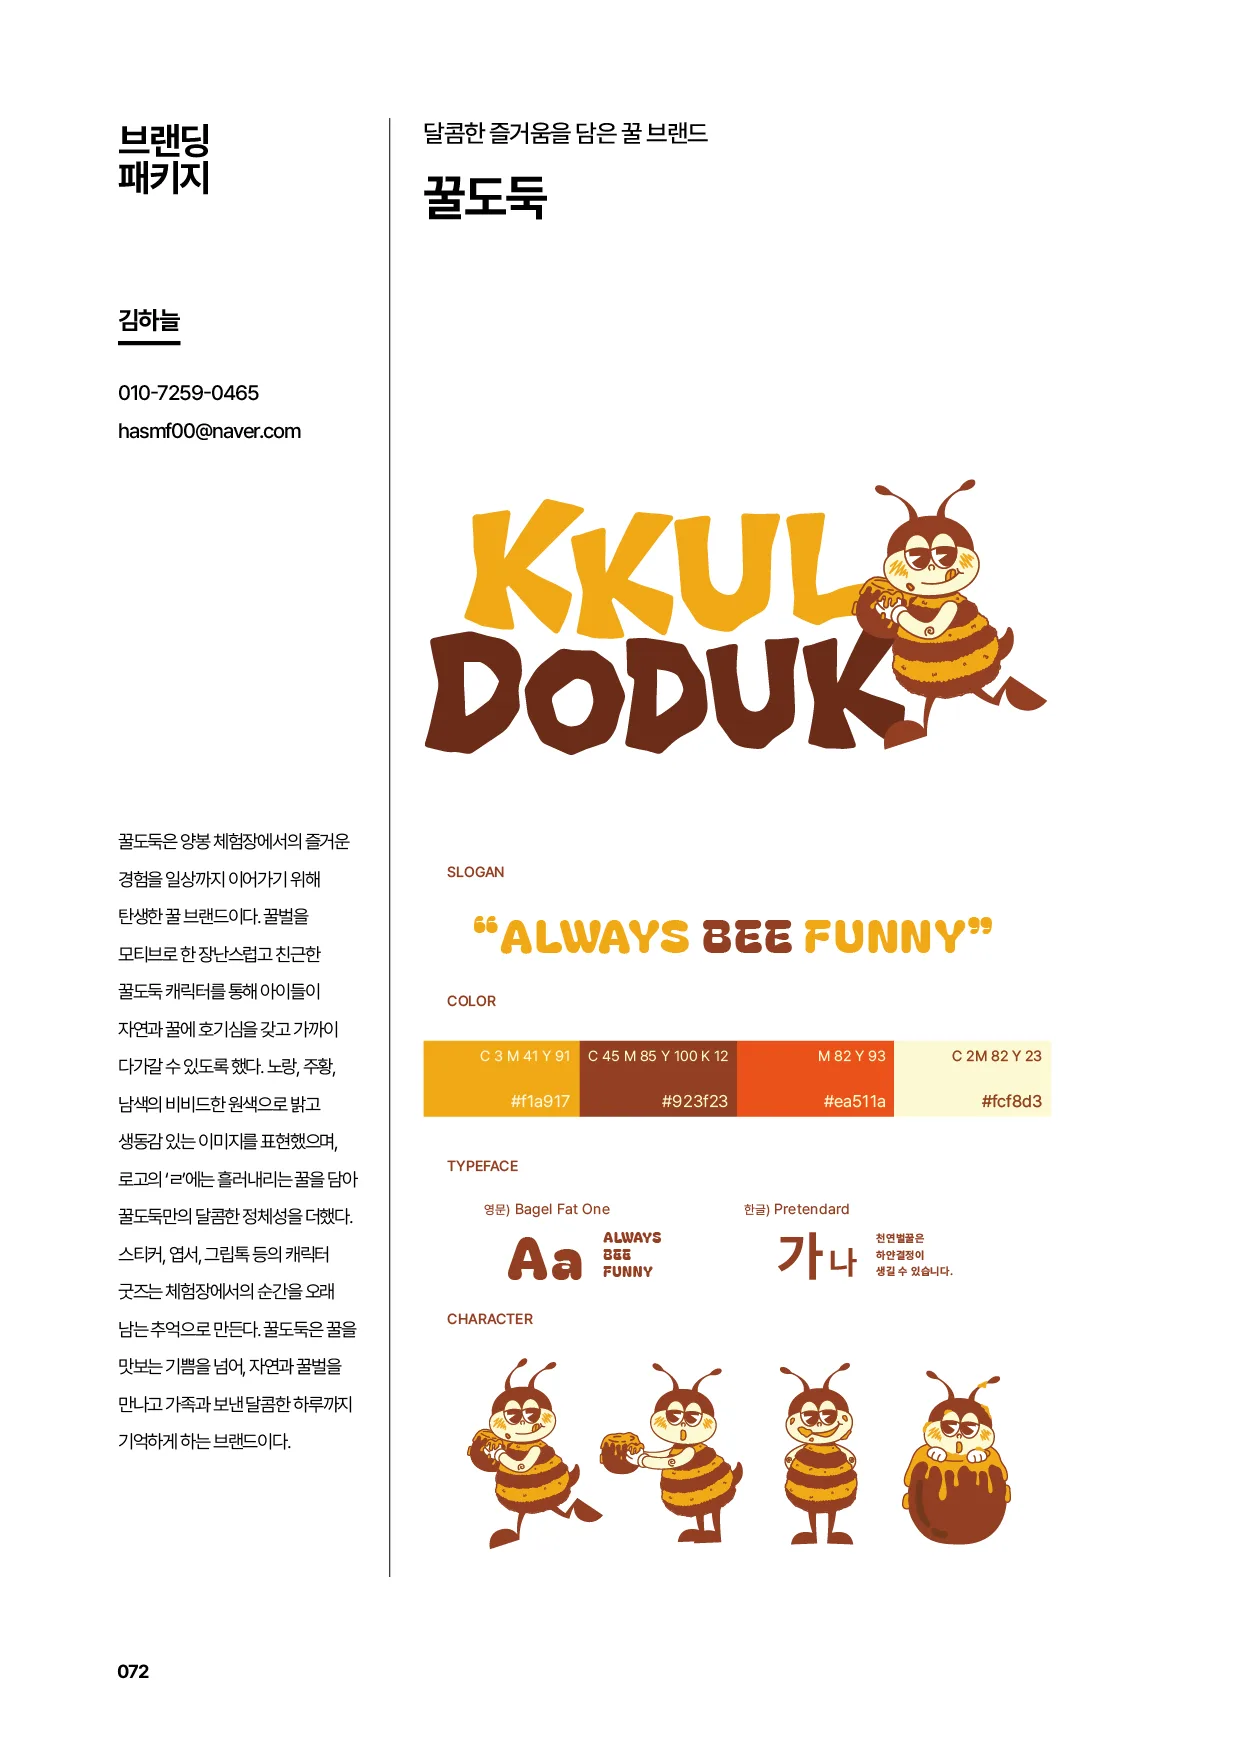 브랜딩
패키지
김하늘
010-7259-0465
hasmf00@naver.com
꿀도둑은 양봉 체험장에서의 즐거운
경험을 일상까지 이어가기 위해
탄생한 꿀 브랜드이다. 꿀벌을
모티브로 한 장난스럽고 친근한
꿀도둑 캐릭터를 통해 아이들이
자연과 꿀에 호기심을 갖고 가까이
다가갈 수 있도록 했다. 노랑, 주황,
남색의 비비드한 원색으로 밝고
생동감 있는 이미지를 표현했으며,
로고의 ‘ㄹ’에는 흘러내리는 꿀을 담아
꿀도둑만의 달콤한 정체성을 더했다.
스티커, 엽서, 그립톡 등의 캐릭터
굿즈는 체험장에서의 순간을 오래
남는 추억으로 만든다. 꿀도둑은 꿀을
맛보는 기쁨을 넘어, 자연과 꿀벌을
만나고 가족과 보낸 달콤한 하루까지
기억하게 하는 브랜드이다.
072
달콤한 즐거움을 담은 꿀 브랜드
꿀도둑
KKUL
DODUK
SLOGAN
“ALWAYS BEE FUNNY”
COLOR
C 3 M 41 Y 91
#f1a917
C 45 M 85 Y 100 K 12
#923f23
M 82 Y 93
#ea511a
C 2M 82 Y 23
#fcf8d3
TYPEFACE
영문) Bagel Fat One
Aa
ALWAYS
BEE
FUNNY
한글) Pretendard
가 나
천연벌꿀은
하얀결정이
생길 수 있습니다.
CHARACTER